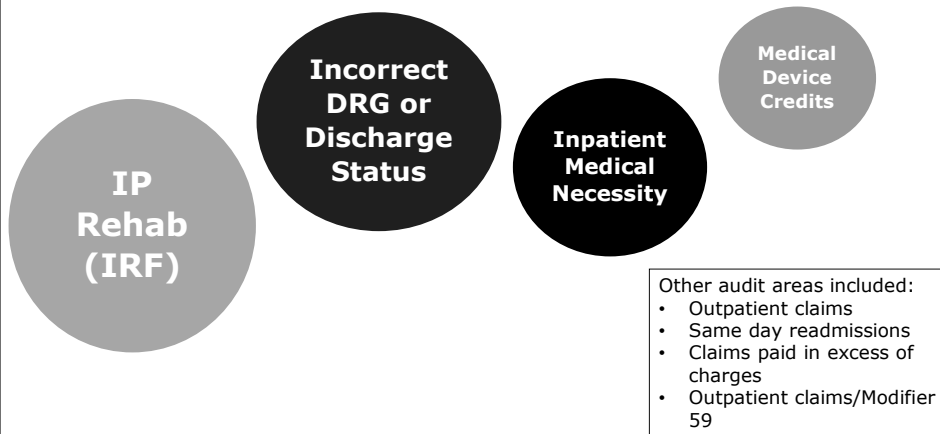 IP
Rehab
(IRF)
Incorrect
DRG or
Discharge
Status
Inpatient
Medical
Necessity
Medical
Device
Credits
Other audit areas included:
• Outpatient claims
• Same day readmissions
• Claims paid in excess of
charges
• Outpatient claims/Modifier
59